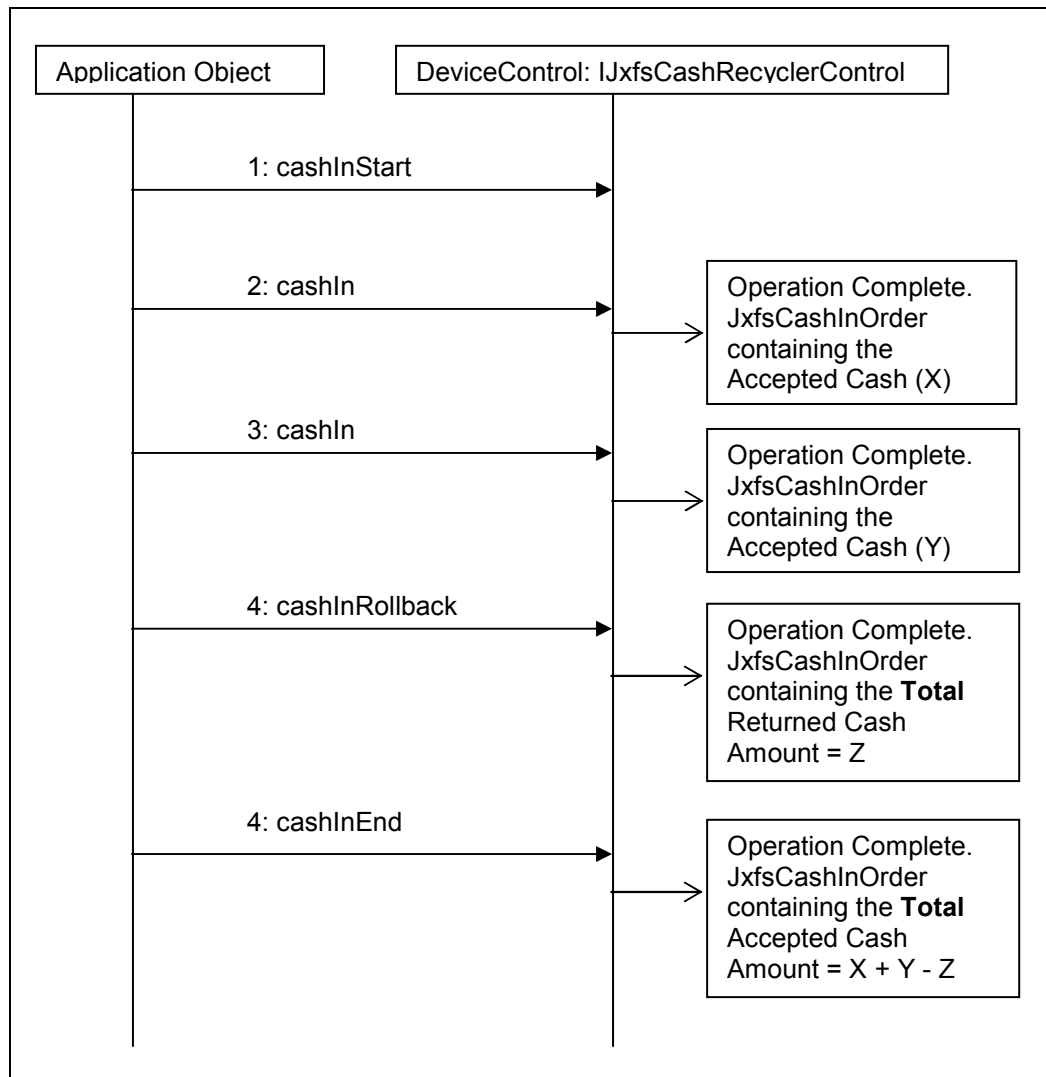 Application Object
DeviceControl: IJxfsCashRecyclerControl
1: cashInStart
2: cashIn
Operation Complete.
JxfsCashInOrder
containing the
Accepted Cash (X)
3: cashIn
Operation Complete.
JxfsCashInOrder
containing the
Accepted Cash (Y)
4: cashInRollback
Operation Complete.
JxfsCashInOrder
containing the Total
Returned Cash
Amount = Z
4: cashInEnd
Operation Complete.
JxfsCashInOrder
containing the Total
Accepted Cash
Amount = X + Y - Z